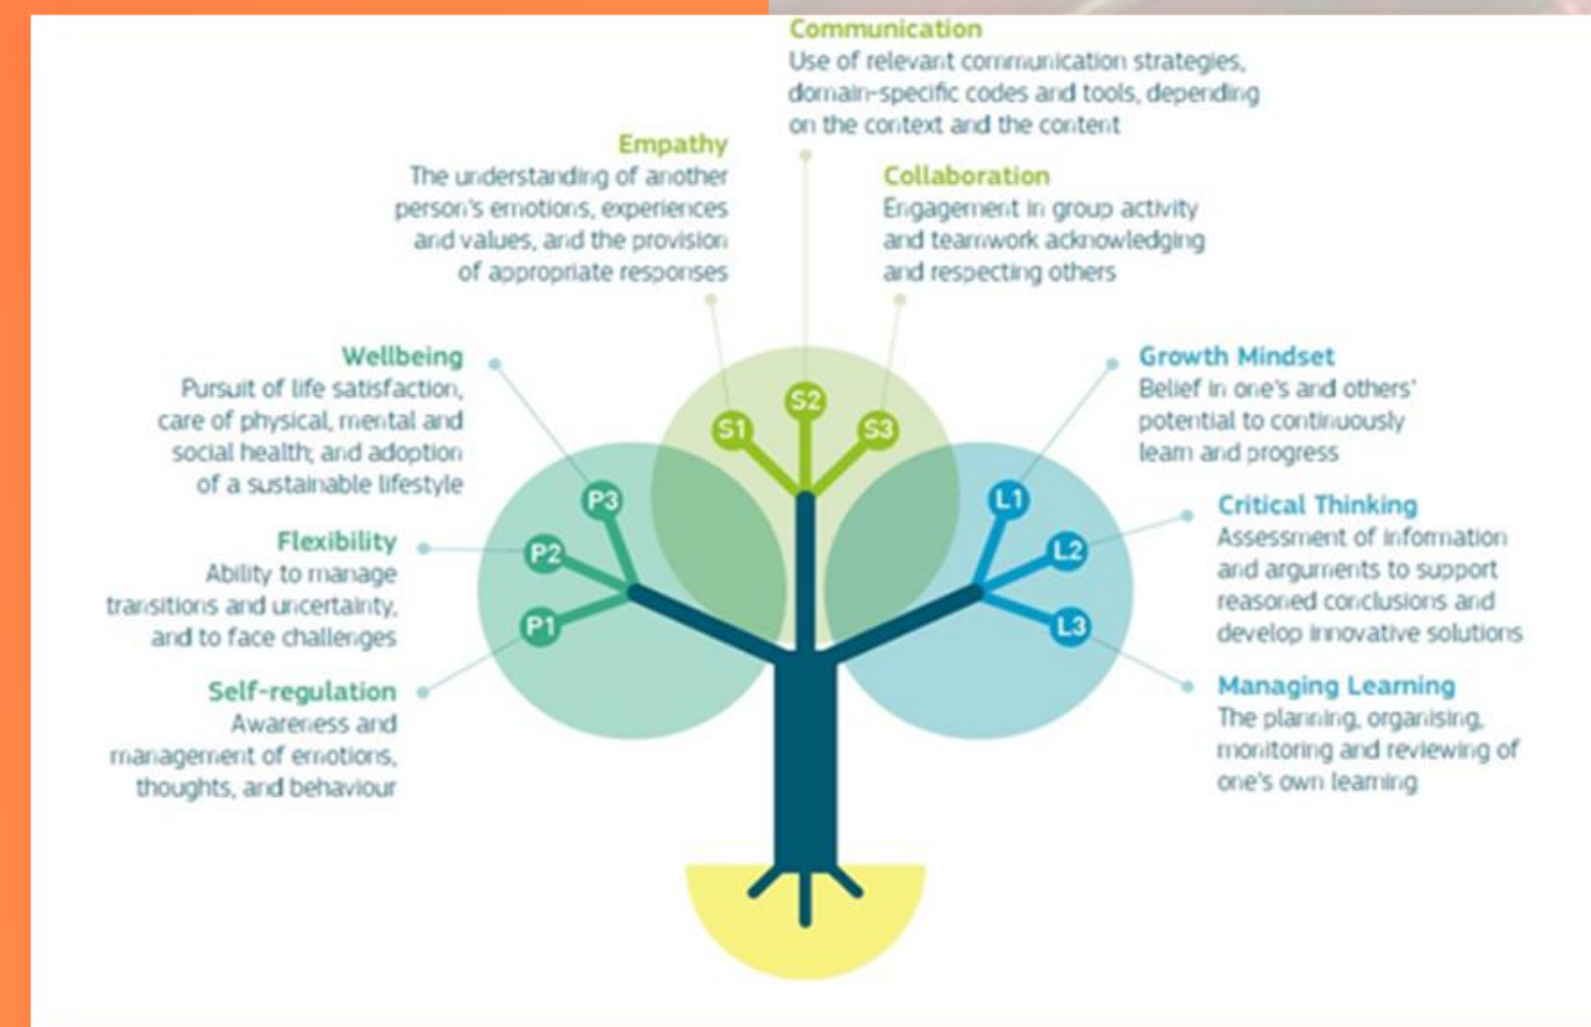 Communication
Use of relevant communication strategies,
domain-specific codes and tools, depending
on the context and the content
Empathy
The understanding of another
person's emotions, experiences
and values, and the provision
of appropriate responses
Collaboration
Engagement in group activity
and teamwork acknowledging
and respecting others
Wellbeing
Pursuit of life satisfaction,
care of physical, mental and
social health; and adoption
of a sustainable lifestyle
Flexibility
Ability to manage
transitions and uncertainty,
and to face challenges
Self-regulation
Awareness and
management of emotions,
thoughts, and behaviour
S1
S2
S3
P3
P2
P1
L1
L2
L3
Growth Mindset
Belief in one's and others'
potential to continuously
learn and progress
Critical Thinking
Assessment of information
and arguments to support
reasoned conclusions and
develop innovative solutions
Managing Learning
The planning, organising,
monitoring and reviewing of
one's own learning